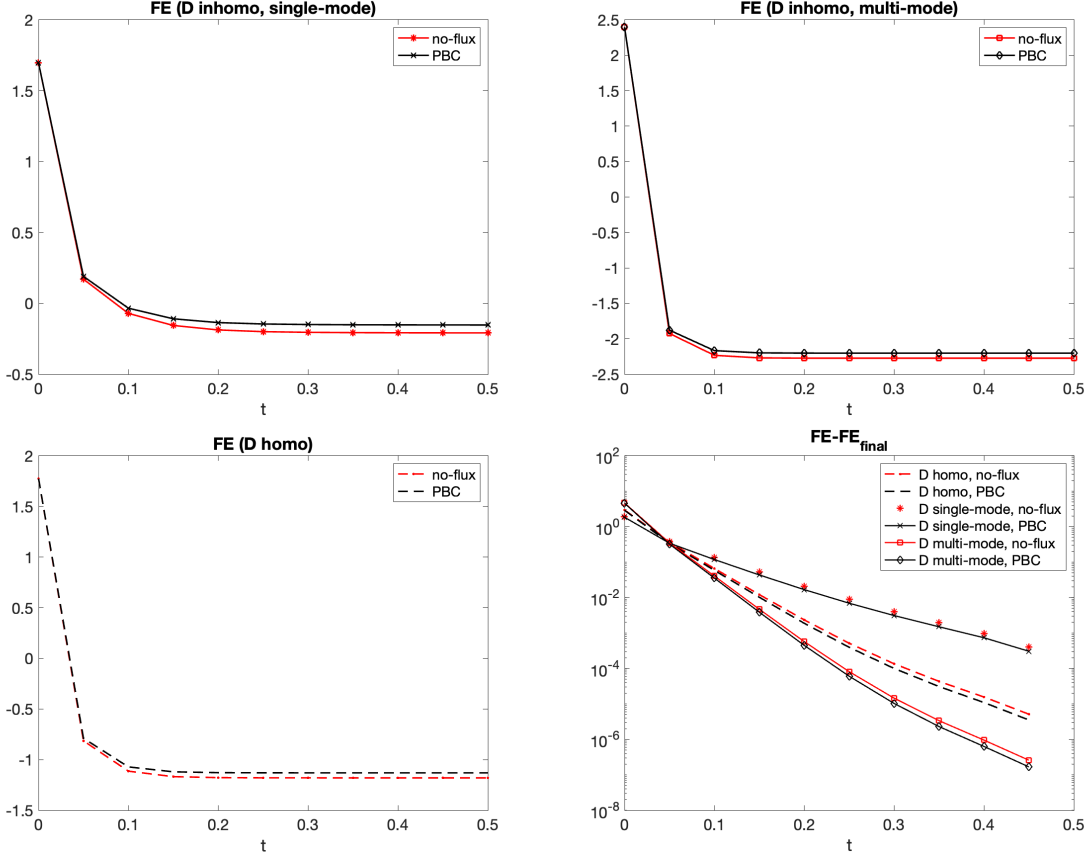 FE (D inhomo, single-mode)
2
1.5
1
0.5
0
-0.5
0
0.1
0.2
0.3
0.4
0.5
t
no-flux
PBC
FE (D inhomo, multi-mode)
2.5
2
1.5
1
0.5
0
-0.5
-1
-1.5
-2
-2.5
0
0.1
0.2
0.3
0.4
0.5
t
no-flux
PBC
FE (D homo)
2
1.5
1
0.5
0
-0.5
-1
-1.5
0
0.1
0.2
0.3
0.4
0.5
t
no-flux
PBC
FE-FE_final
10^2
10^0
10^-2
10^-4
10^-6
10^-8
0
0.1
0.2
0.3
0.4
0.5
t
D homo, no-flux
D homo, PBC
D single-mode, no-flux
D single-mode, PBC
D multi-mode, no-flux
D multi-mode, PBC